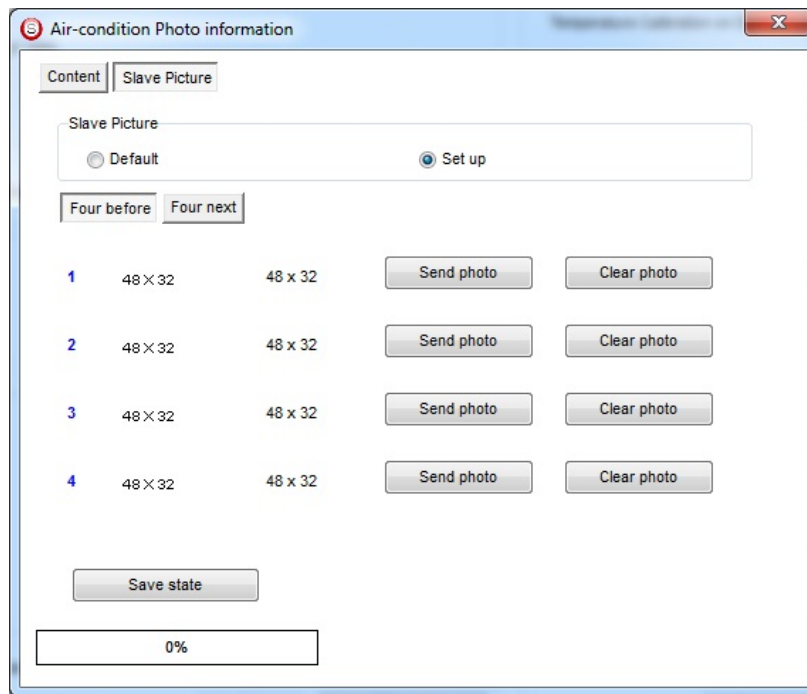 Air-condition Photo information
Content Slave Picture
Slave Picture
Default Set up
Four before Four next
1 48×32 48 x 32 Send photo Clear photo
2 48×32 48 x 32 Send photo Clear photo
3 48×32 48 x 32 Send photo Clear photo
4 48×32 48 x 32 Send photo Clear photo
Save state
0%